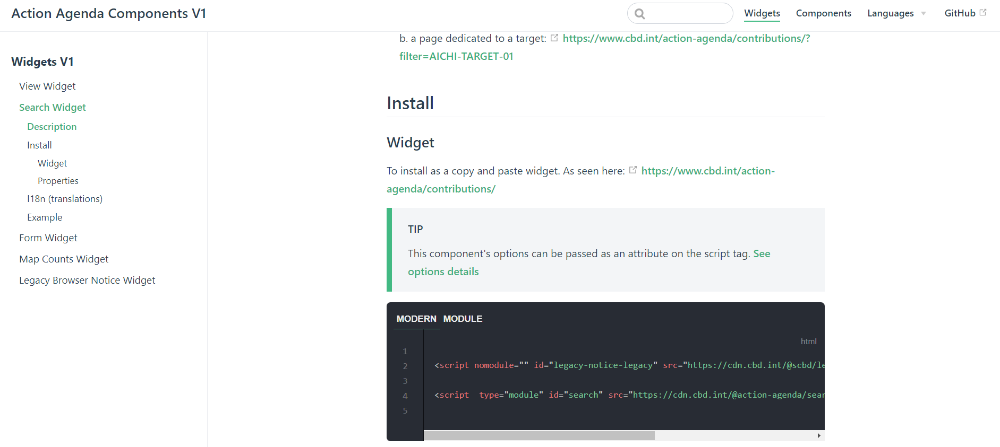 Action Agenda Components V1
Widgets
Components
Languages
GitHub
Widgets V1
View Widget
Search Widget
Description
Install
Widget
Properties
I18n (translations)
Example
Form Widget
Map Counts Widget
Legacy Browser Notice Widget
b. a page dedicated to a target: https://www.cbd.int/action-agenda/contributions/?
filter=AICHI-TARGET-01
Install
Widget
To install as a copy and paste widget. As seen here: https://www.cbd.int/action-
agenda/contributions/
TIP
This component's options can be passed as an attribute on the script tag. See
options details
MODERN MODULE
html
1
2 <script nomodule="" id="legacy-notice-legacy" src="https://cdn.cbd.int/@scbd/le
3
4 <script  type="module" id="search" src="https://cdn.cbd.int/@action-agenda/sear
5